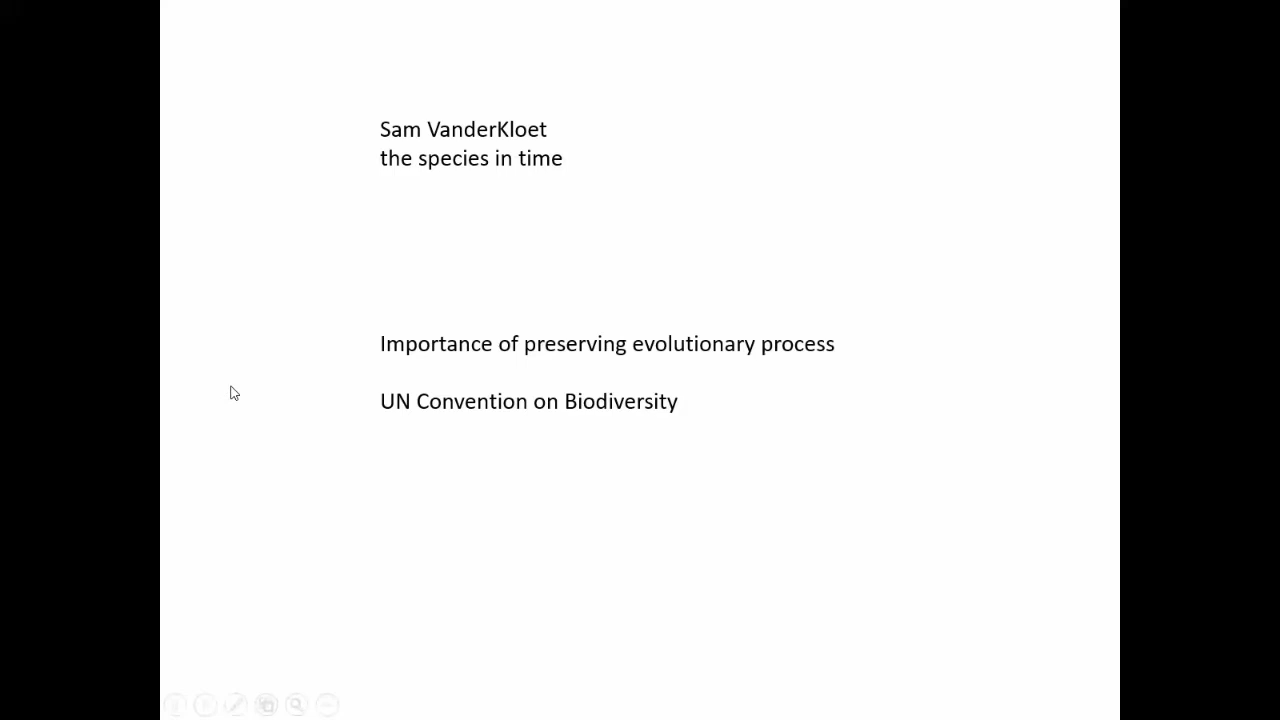 Sam VanderKloet
the species in time
Importance of preserving evolutionary process
UN Convention on Biodiversity